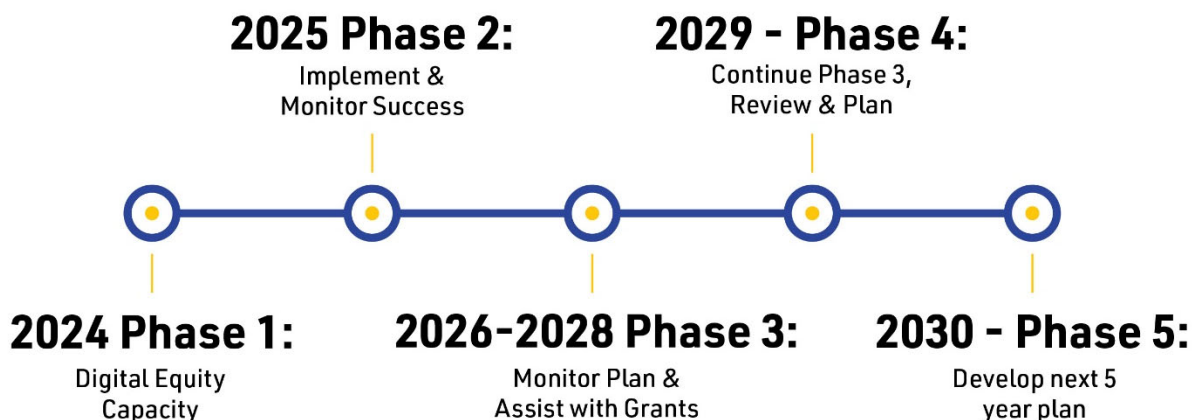 2025 Phase 2:
Implement &
Monitor Success
2029 - Phase 4:
Continue Phase 3,
Review & Plan
2024 Phase 1:
Digital Equity
Capacity
2026-2028 Phase 3:
Monitor Plan &
Assist with Grants
2030 - Phase 5:
Develop next 5
year plan